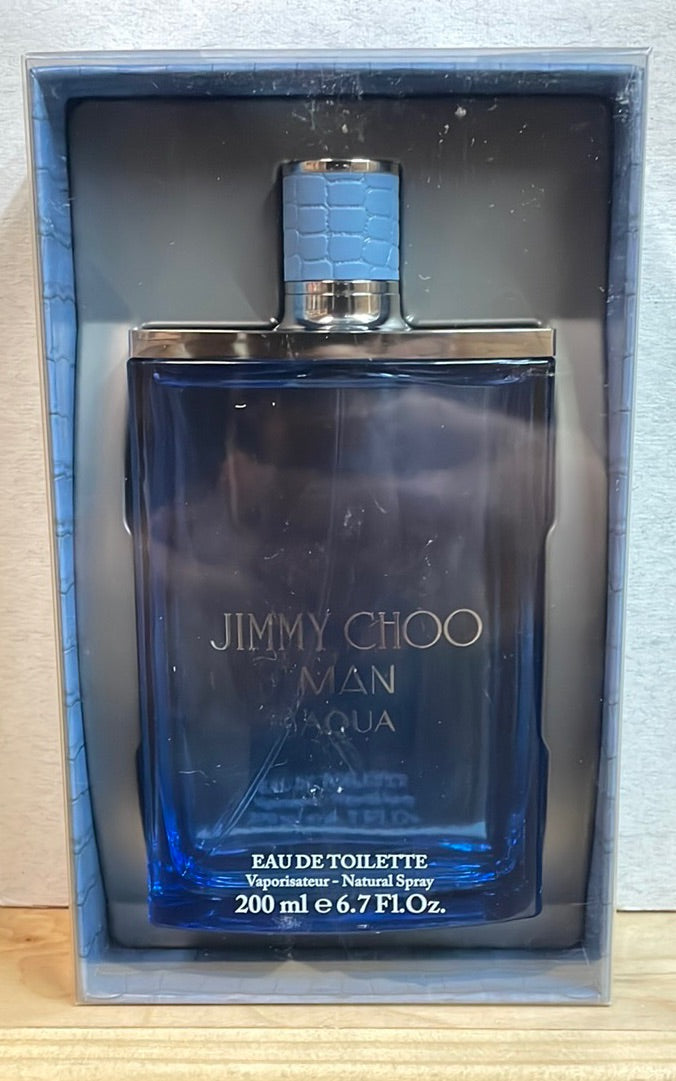 JIMMY CHOO
MAN
AQUA
EAU DE TOILETTE
Vaporisateur - Natural Spray
200 ml e 6.7 Fl.Oz.